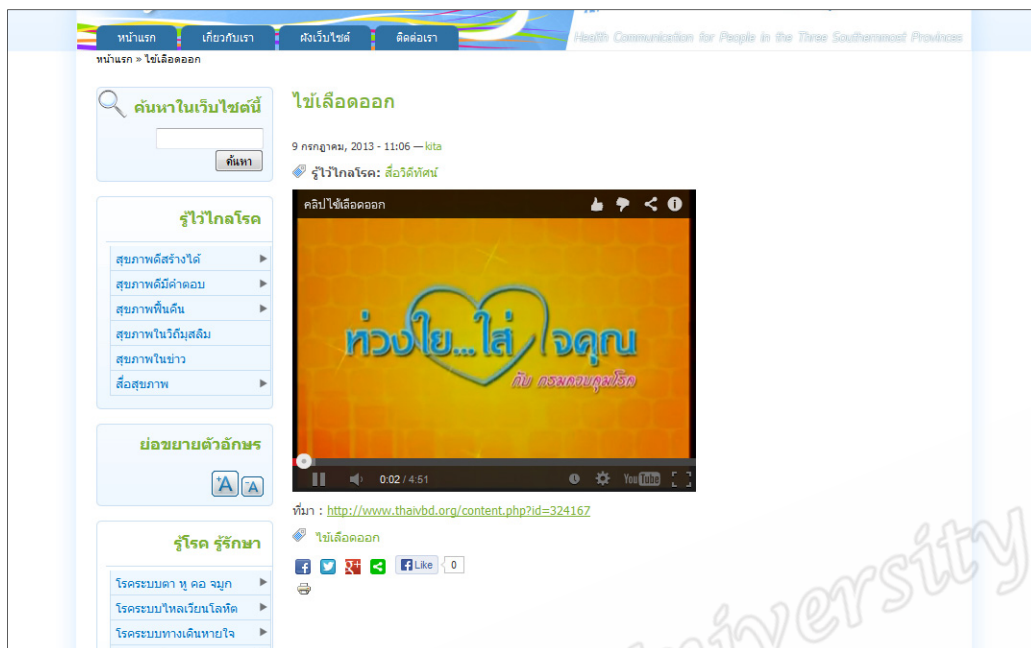 หน้าแรก เกี่ยวกับเรา ผังเว็บไซต์ ติดต่อเรา
Health Communication for People in the Three Southernmost Provinces
หน้าแรก » ไข้เลือดออก
ค้นหาในเว็บไซต์นี้
ค้นหา
รู้ไว้ไกลโรค
สุขภาพดีสร้างได้
สุขภาพดีมีคำตอบ
สุขภาพฟื้นคืน
สุขภาพในวิถีมุสลิม
สุขภาพในข่าว
สื่อสุขภาพ
ย่อขยายตัวอักษร
+A -A
รู้โรค รู้รักษา
โรคระบบตา หู คอ จมูก
โรคระบบไหลเวียนโลหิต
โรคระบบทางเดินหายใจ
ไข้เลือดออก
9 กรกฎาคม, 2013 - 11:06 — kita
รู้ไว้ไกลโรค: สื่อวิดีทัศน์
คลิปไข้เลือดออก
ห่วงใย...ใส่ใจคุณ
กับ กรมควบคุมโรค
0:02 / 4:51 YouTube
ที่มา : http://www.thaivbd.org/content.php?id=324167
ไข้เลือดออก
Like 0
University